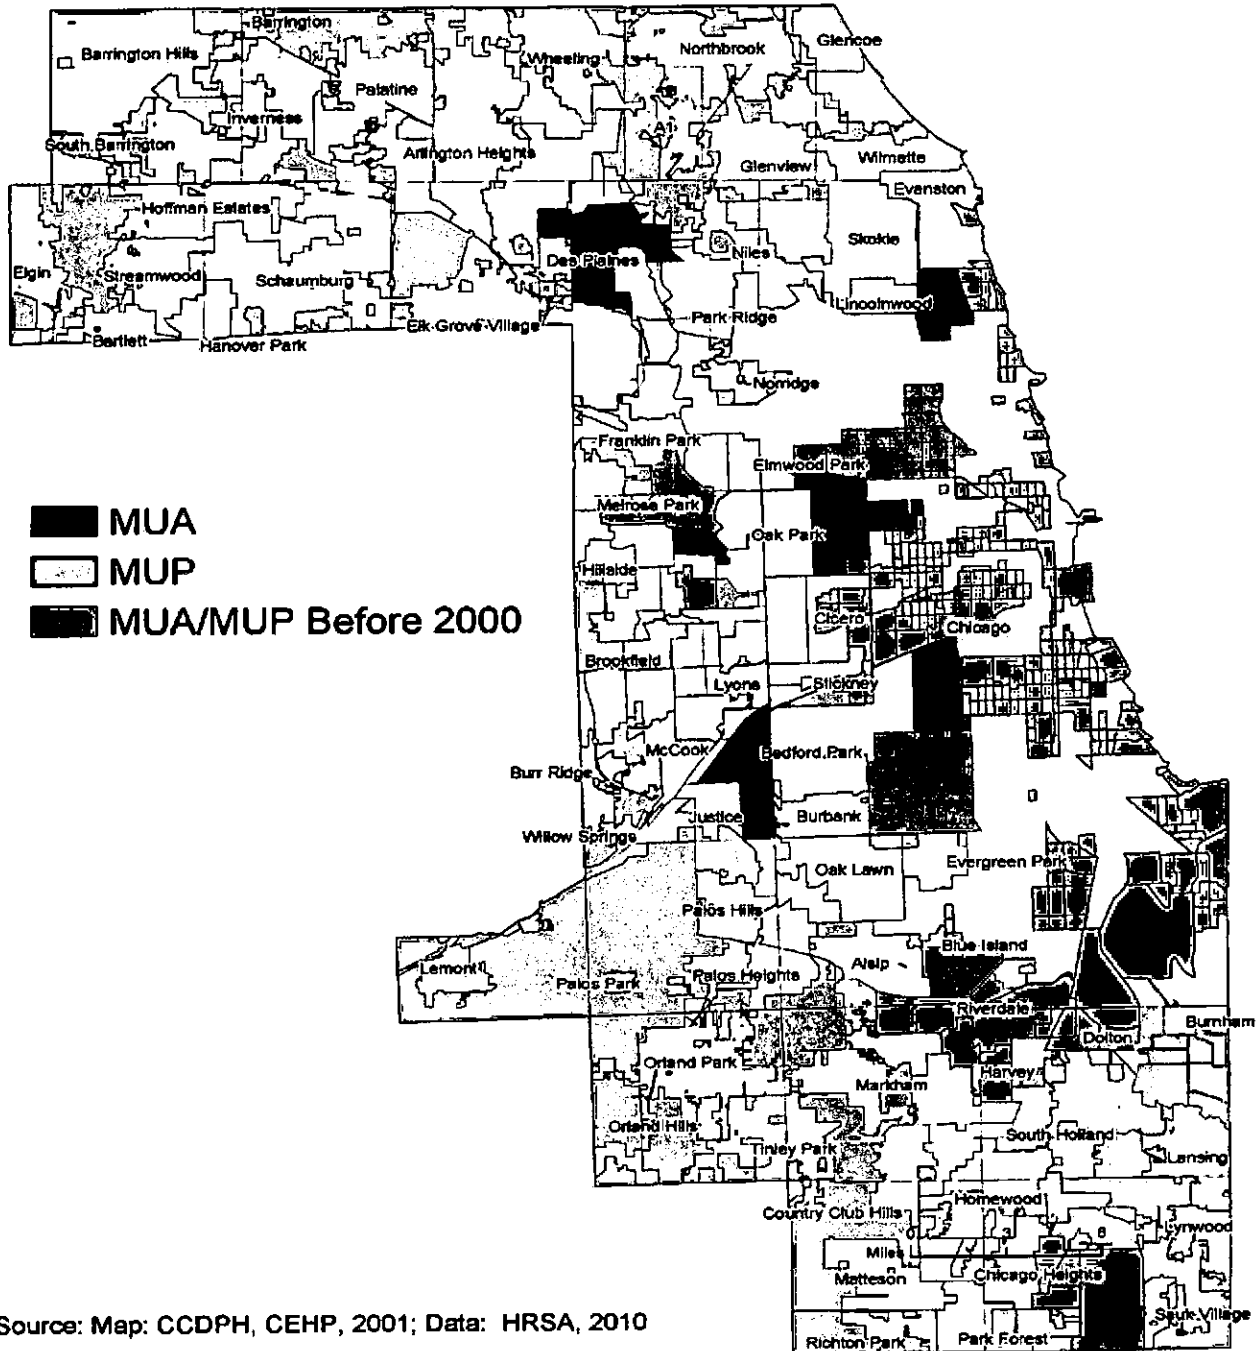 Barrington
Glencoe
Northbrook
Barrington Hills
Wheeling
Palatine
Inverness
A1
South Barrington
Arlington Heights
Wilmette
Glenview
Evanston
Hoffman Estates
Skokie
Niles
Des Plaines
Elgin
Streamwood
Schaumburg
Lincolnwood
Park Ridge
Elk Grove Village
Bartlett
Hanover Park
Norridge
Franklin Park
Elmwood Park
Melrose Park
MUA
Oak Park
MUP
Hillside
MUA/MUP Before 2000
Cicero
Chicago
Brookfield
Lyons
Stickney
McCook
Bedford Park
Burr Ridge
Justice
Burbank
Willow Springs
Evergreen Park
Oak Lawn
Palos Hills
Blue Island
Alsip
Lemont
Palos Heights
Palos Park
Riverdale
Burnham
Dolton
Orland Park
Harvey
Markham
Orland Hills
South Holland
Tinley Park
Lansing
Homewood
Country Club Hills
Lynwood
0 3 6
Miles
Matteson
Chicago Heights
Sauk Village
Source: Map: CCDPH, CEHP, 2001; Data: HRSA, 2010
Richton Park
Park Forest